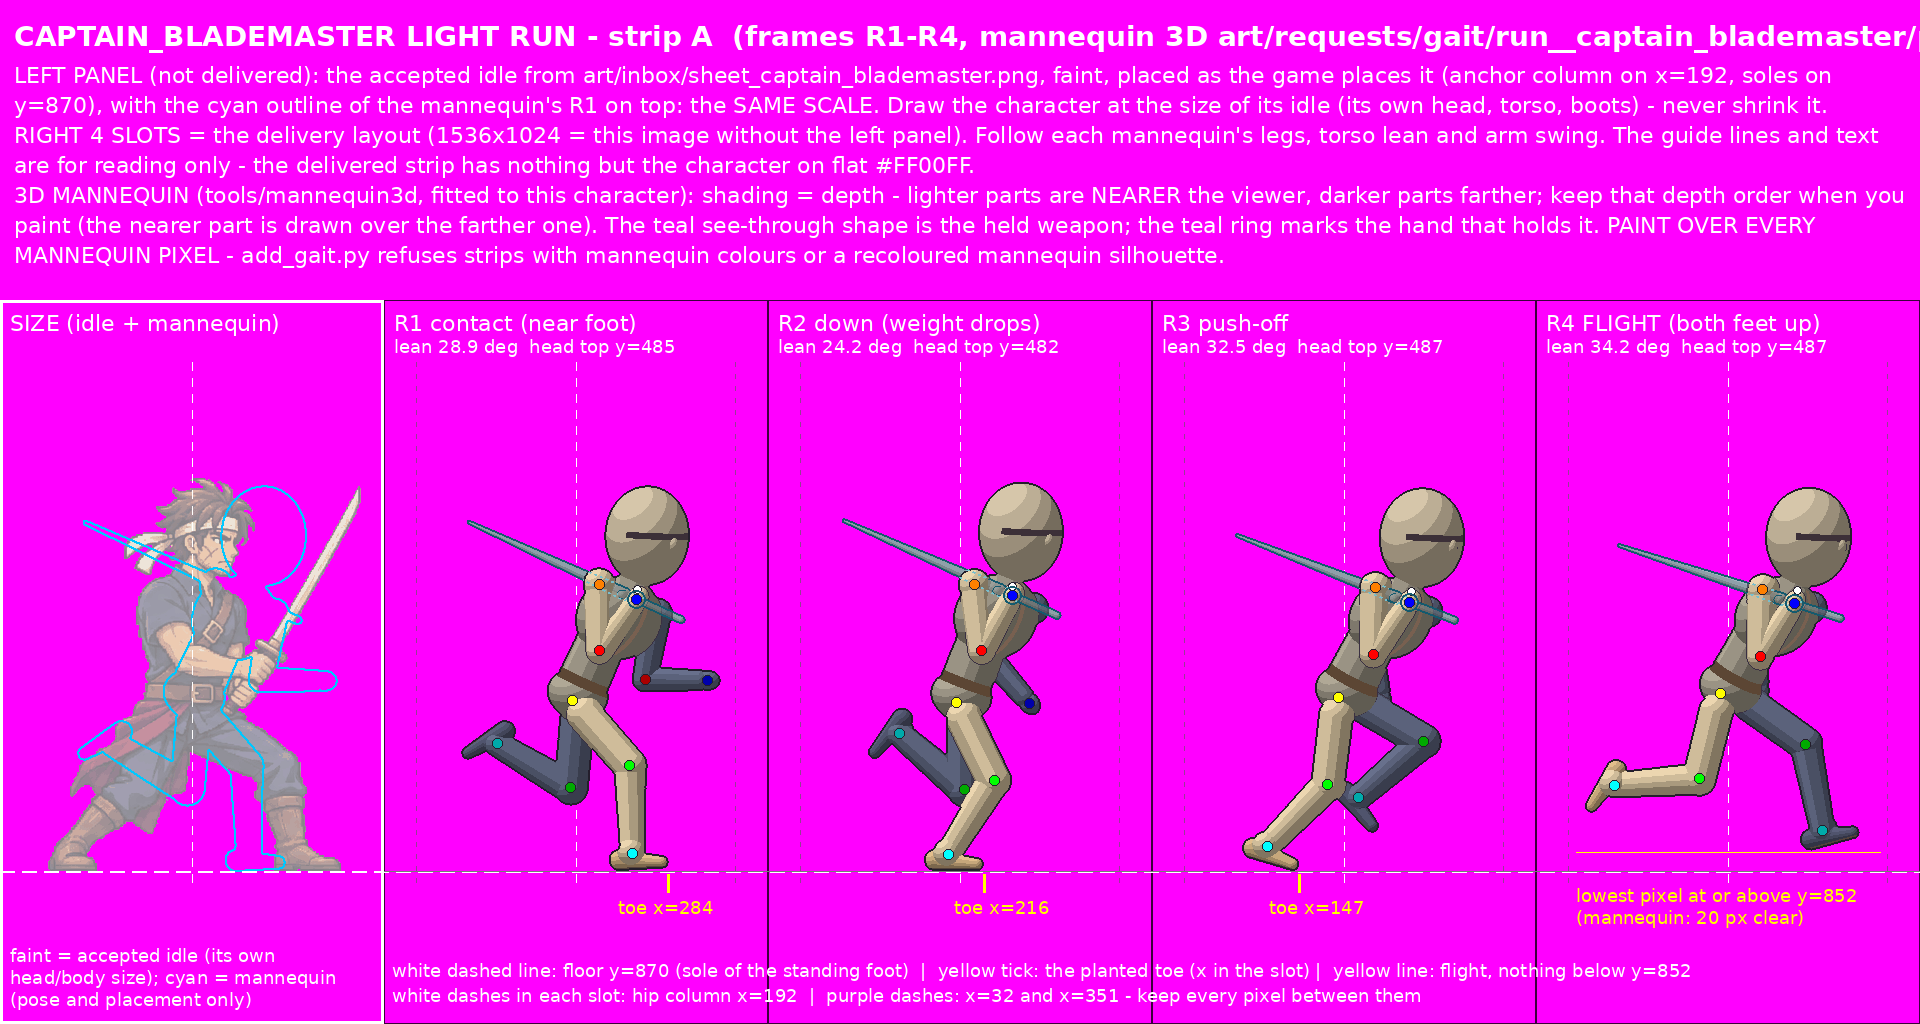 CAPTAIN_BLADEMASTER LIGHT RUN - strip A  (frames R1-R4, mannequin 3D art/requests/gait/run__captain_blademaster/
LEFT PANEL (not delivered): the accepted idle from art/inbox/sheet_captain_blademaster.png, faint, placed as the game places it (anchor column on x=192, soles on
y=870), with the cyan outline of the mannequin's R1 on top: the SAME SCALE. Draw the character at the size of its idle (its own head, torso, boots) - never shrink it.
RIGHT 4 SLOTS = the delivery layout (1536x1024 = this image without the left panel). Follow each mannequin's legs, torso lean and arm swing. The guide lines and text
are for reading only - the delivered strip has nothing but the character on flat #FF00FF.
3D MANNEQUIN (tools/mannequin3d, fitted to this character): shading = depth - lighter parts are NEARER the viewer, darker parts farther; keep that depth order when you
paint (the nearer part is drawn over the farther one). The teal see-through shape is the held weapon; the teal ring marks the hand that holds it. PAINT OVER EVERY
MANNEQUIN PIXEL - add_gait.py refuses strips with mannequin colours or a recoloured mannequin silhouette.
SIZE (idle + mannequin)
R1 contact (near foot)
lean 28.9 deg  head top y=485
R2 down (weight drops)
lean 24.2 deg  head top y=482
R3 push-off
lean 32.5 deg  head top y=487
R4 FLIGHT (both feet up)
lean 34.2 deg  head top y=487
toe x=284
toe x=216
toe x=147
lowest pixel at or above y=852
(mannequin: 20 px clear)
faint = accepted idle (its own
head/body size); cyan = mannequin
(pose and placement only)
white dashed line: floor y=870 (sole of the standing foot)  |  yellow tick: the planted toe (x in the slot) |  yellow line: flight, nothing below y=852
white dashes in each slot: hip column x=192  |  purple dashes: x=32 and x=351 - keep every pixel between them